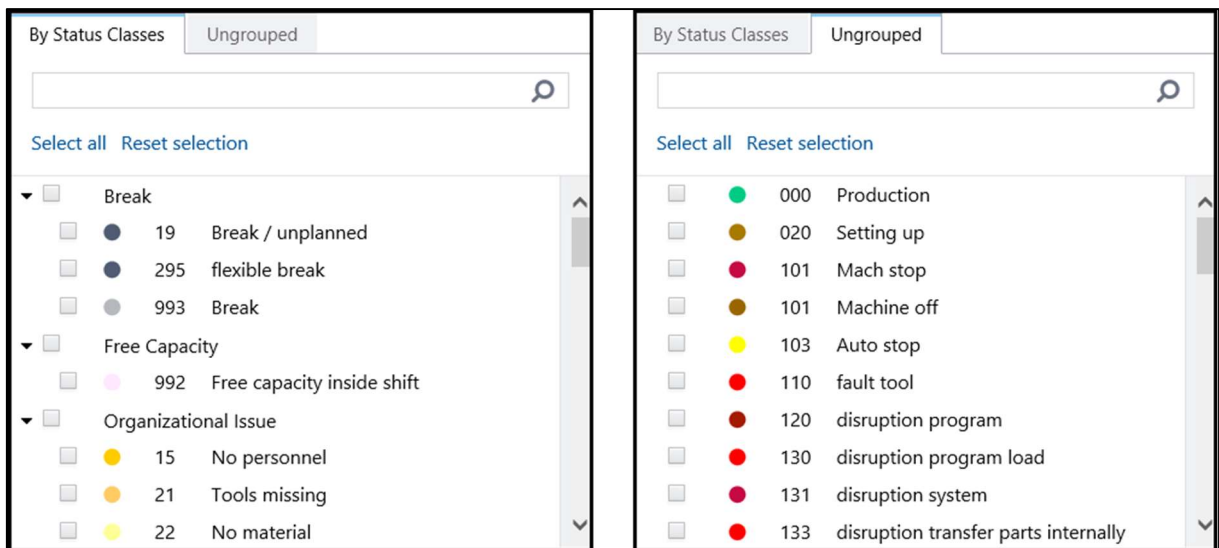 By Status Classes Ungrouped
Select all Reset selection
Break
19 Break / unplanned
295 flexible break
993 Break
Free Capacity
992 Free capacity inside shift
Organizational Issue
15 No personnel
21 Tools missing
22 No material
By Status Classes Ungrouped
Select all Reset selection
000 Production
020 Setting up
101 Mach stop
101 Machine off
103 Auto stop
110 fault tool
120 disruption program
130 disruption program load
131 disruption system
133 disruption transfer parts internally